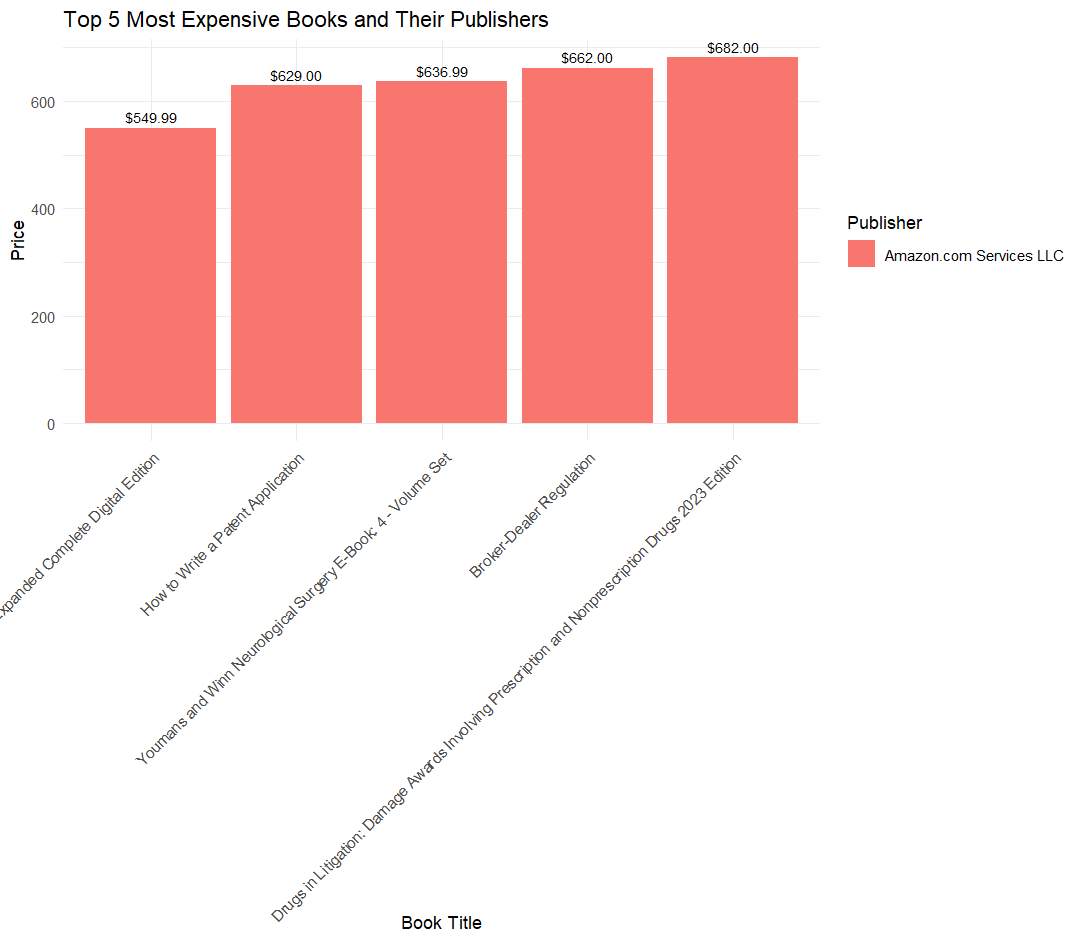 Top 5 Most Expensive Books and Their Publishers
$549.99
$629.00
$636.99
$662.00
$682.00
Price
600
400
200
0
Publisher
Amazon.com Services LLC
Expanded Complete Digital Edition
How to Write a Patent Application
Youmans and Winn Neurological Surgery E-Book: 4 - Volume Set
Broker-Dealer Regulation
Drugs in Litigation: Damage Awards Involving Prescription and Nonprescription Drugs 2023 Edition
Book Title